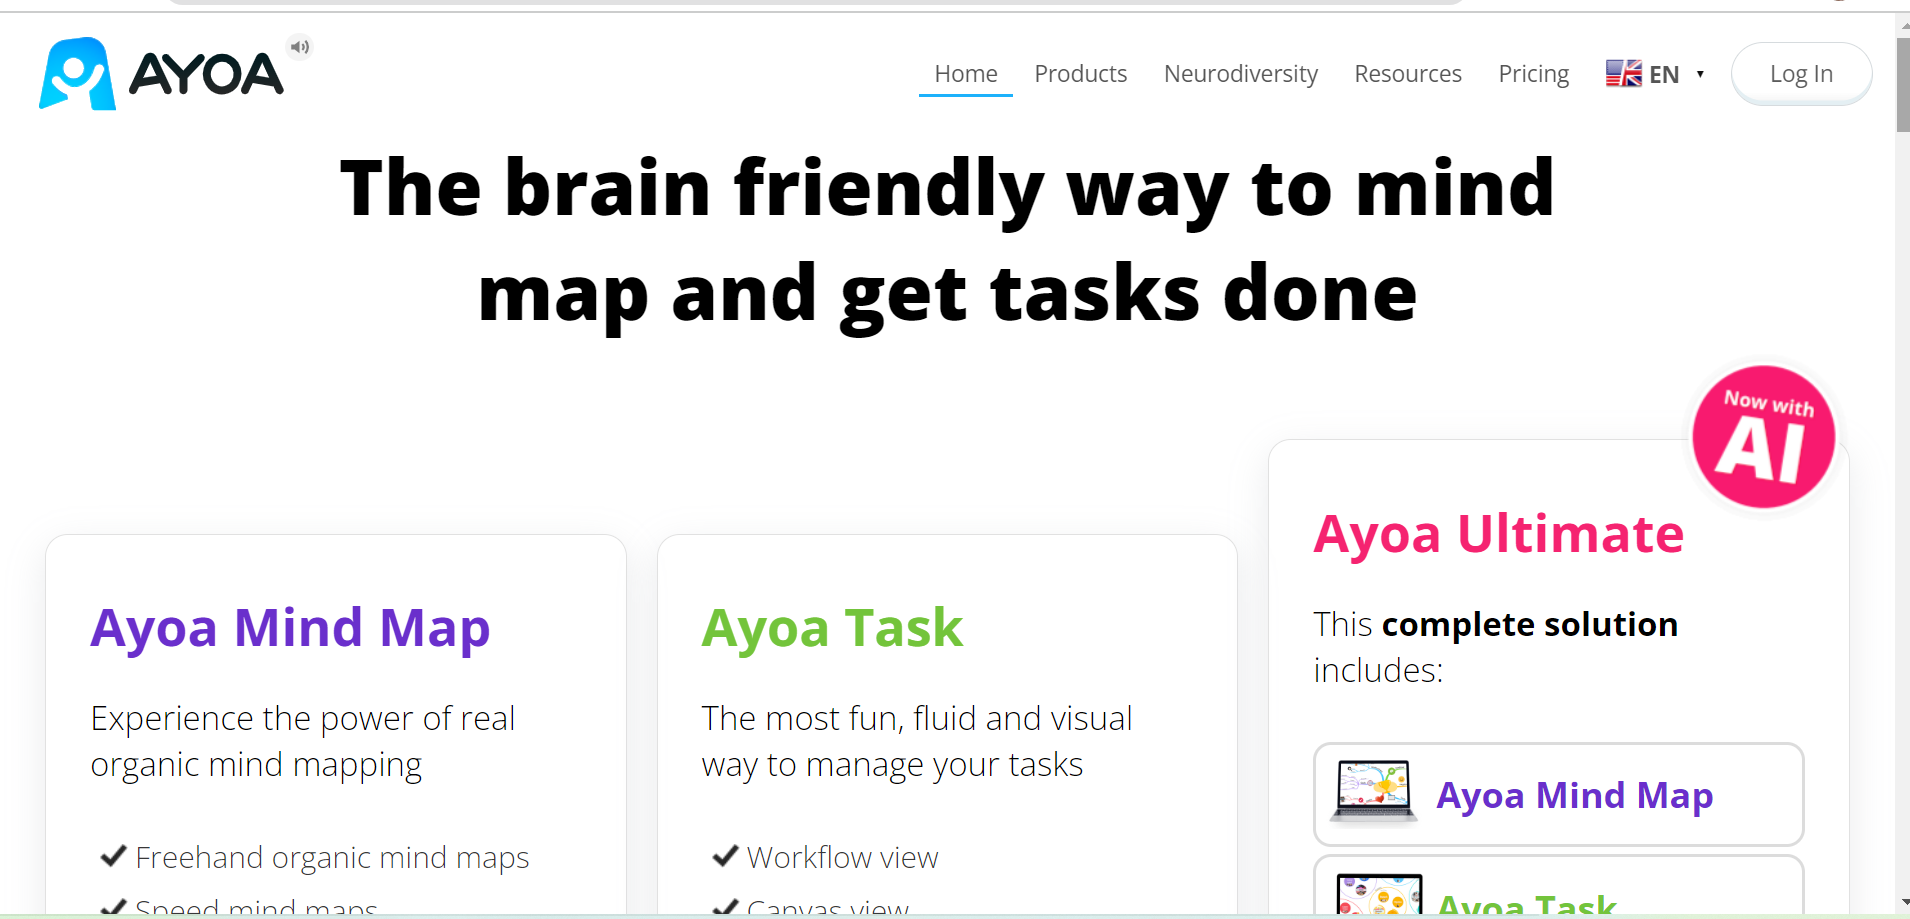 AYOA
Home Products Neurodiversity Resources Pricing EN Log In
The brain friendly way to mind
map and get tasks done
Now with
AI
Ayoa Mind Map
Experience the power of real
organic mind mapping
Freehand organic mind maps
Speed mind maps
Ayoa Task
The most fun, fluid and visual
way to manage your tasks
Workflow view
Canvas view
Ayoa Ultimate
This complete solution
includes:
Ayoa Mind Map
Ayoa Task